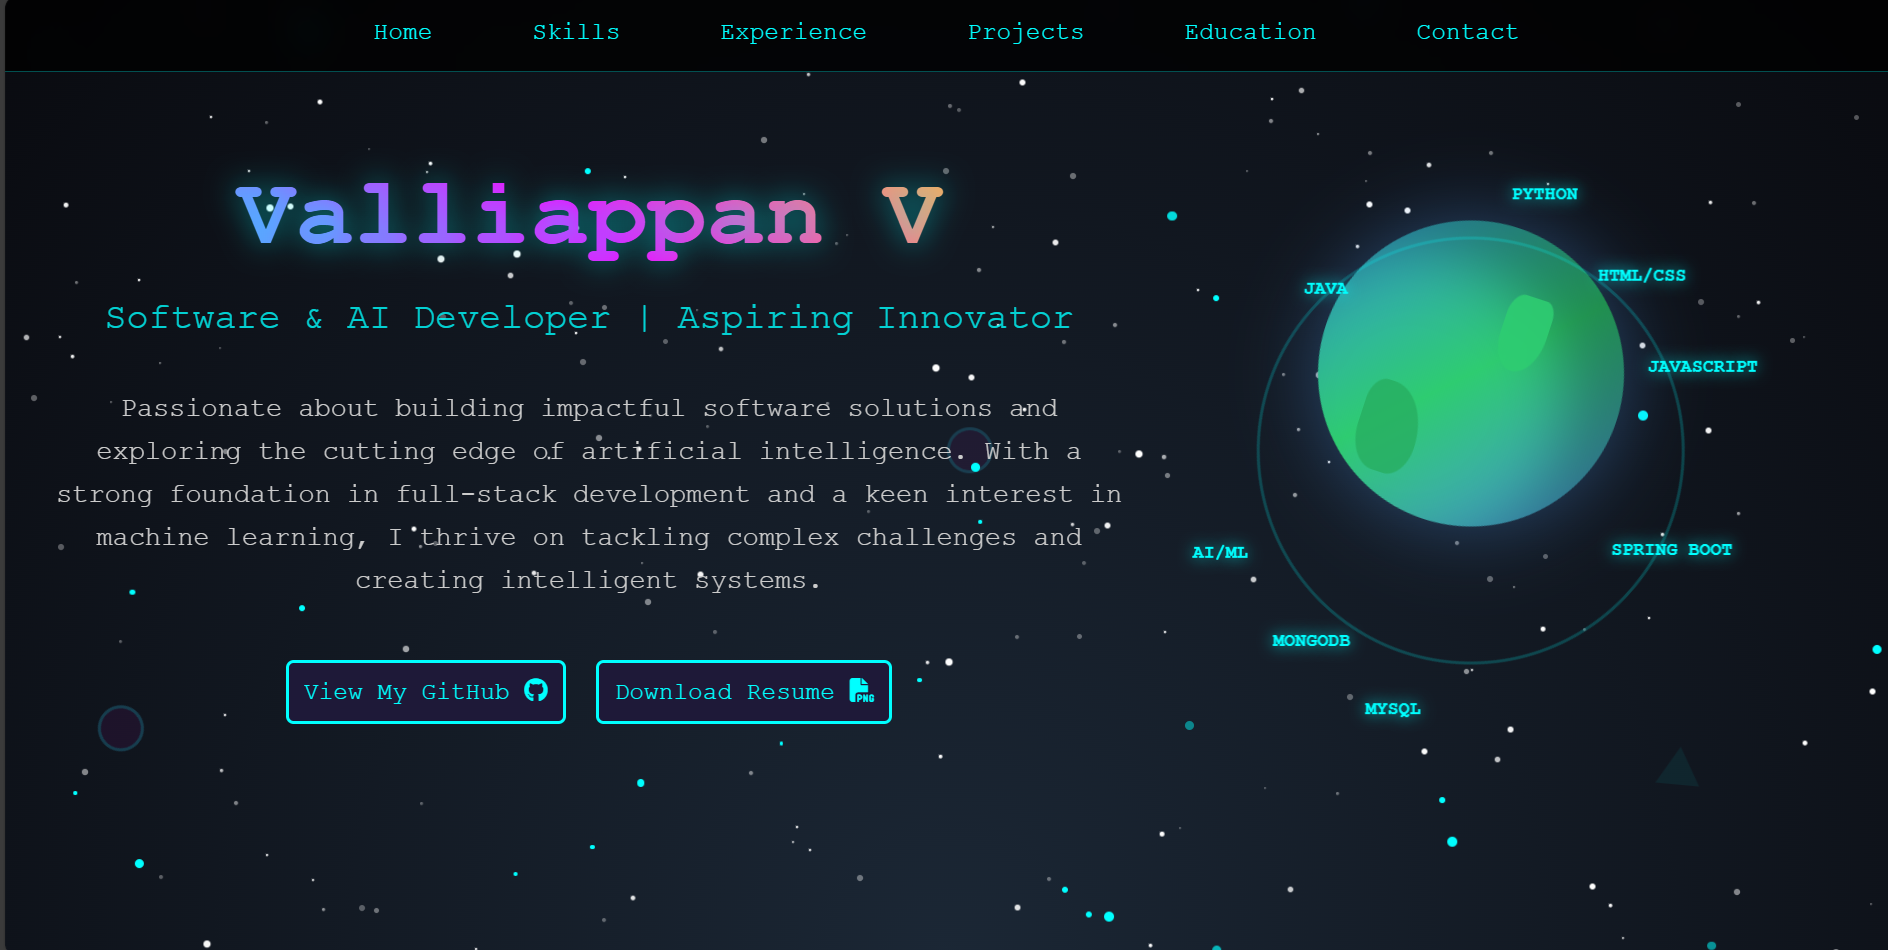 Home Skills Experience Projects Education Contact
Valliappan V
Software & AI Developer | Aspiring Innovator
Passionate about building impactful software solutions and
exploring the cutting edge of artificial intelligence. With a
strong foundation in full-stack development and a keen interest in
machine learning, I thrive on tackling complex challenges and
creating intelligent systems.
View My GitHub
Download Resume
PNG
PYTHON
HTML/CSS
JAVA
JAVASCRIPT
SPRING BOOT
AI/ML
MONGODB
MYSQL